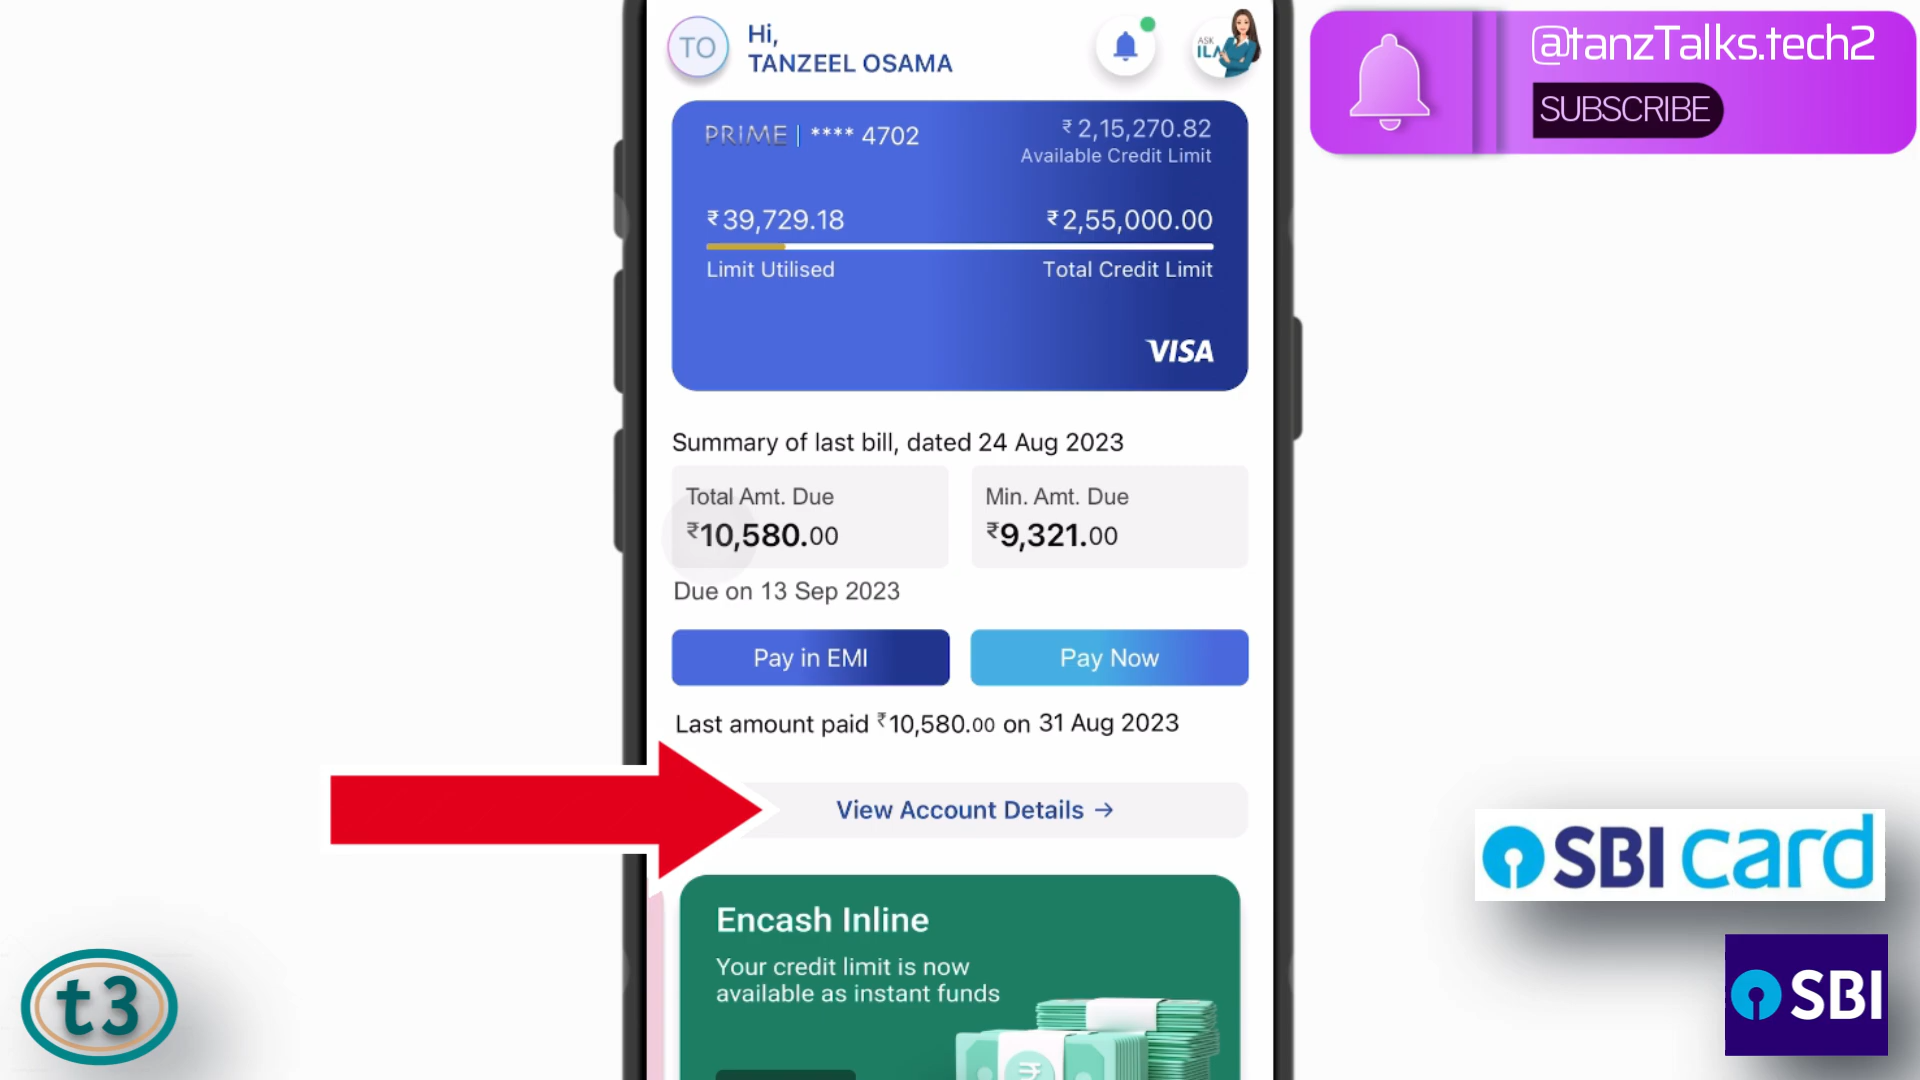 TO
Hi,
TANZEEL OSAMA
ASK
ILA
@tanzTalks.tech2
SUBSCRIBE
PRIME | **** 4702
₹2,15,270.82
Available Credit Limit
₹39,729.18
₹2,55,000.00
Limit Utilised
Total Credit Limit
VISA
Summary of last bill, dated 24 Aug 2023
Total Amt. Due
₹10,580.00
Min. Amt. Due
₹9,321.00
Due on 13 Sep 2023
Pay in EMI
Pay Now
Last amount paid ₹10,580.00 on 31 Aug 2023
View Account Details →
Encash Inline
Your credit limit is now
available as instant funds
₹
SBI card
SBI
t3